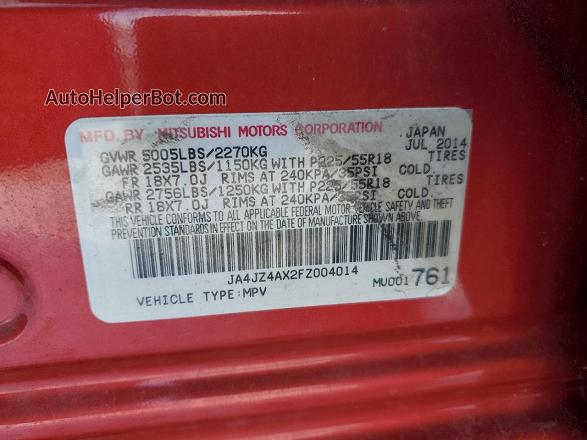 AutoHelperBot.com
MFD. BY MITSUBISHI MOTORS CORPORATION JAPAN
GVWR 5005LBS/2270KG JUL 2014
GAWR 2535LBS/1150KG WITH P225/55R18 TIRES
FR 18X7.0J RIMS AT 240KPA/35PSI COLD.
GAWR 2756LBS/1250KG WITH P225/55R18 TIRES
RR 18X7.0J RIMS AT 240KPA/35PSI COLD.
THIS VEHICLE CONFORMS TO ALL APPLICABLE FEDERAL MOTOR VEHICLE SAFETY AND THEFT
PREVENTION STANDARDS IN EFFECT ON THE DATE OF MANUFACTURE SHOWN ABOVE.
JA4JZ4AX2FZ004014
VEHICLE TYPE:MPV MU001761